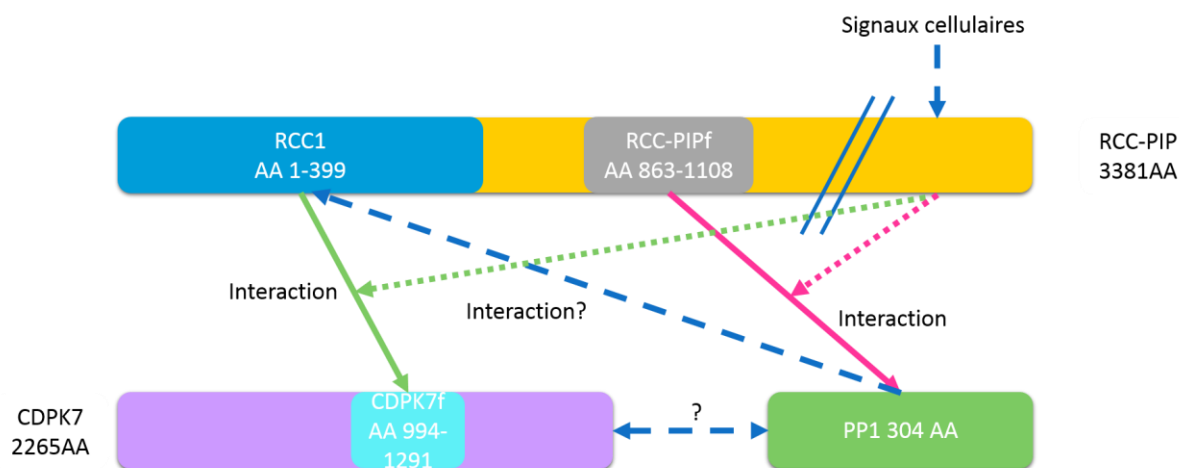 Signaux cellulaires
RCC1
AA 1-399
RCC-PIPf
AA 863-1108
RCC-PIP
3381AA
Interaction
Interaction?
Interaction
CDPK7
2265AA
CDPK7f
AA 994-
1291
?
PP1 304 AA